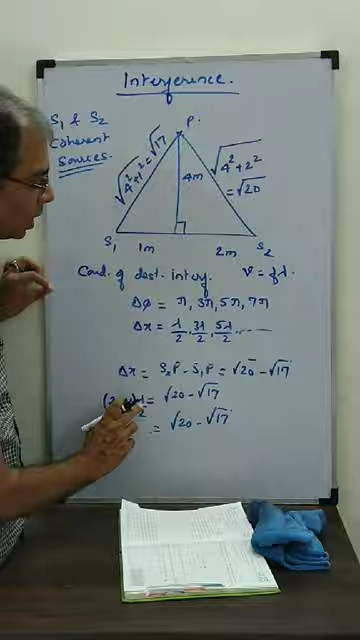 Interference.
S₁ & S₂
Coherent
Sources.
P.
√4²+1² = √17
√4²+2²
= √20
4m
S₁ 1m 2m S₂
Cond. of dest. interf. v = fλ
Δφ = π, 3π, 5π, 7π
Δx = λ/2, 3λ/2, 5λ/2, ----
Δx = S₂P - S₁P = √20 - √17
= √20 - √17
= √20 - √17